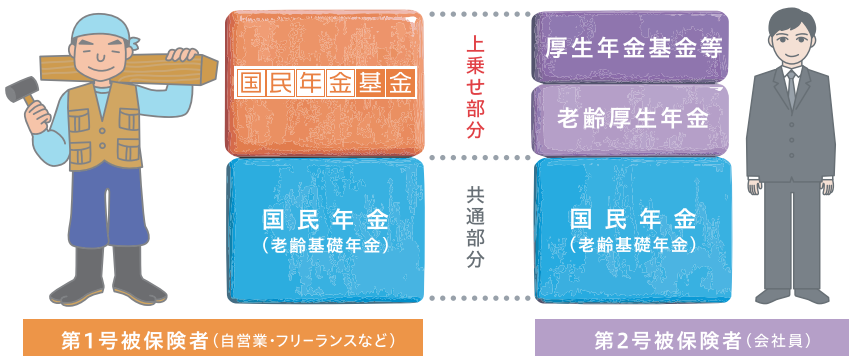 国民年金基金
国民年金
（老齢基礎年金）
上乗せ部分
共通部分
厚生年金基金等
老齢厚生年金
国民年金
（老齢基礎年金）
第1号被保険者（自営業・フリーランスなど）
第2号被保険者（会社員）